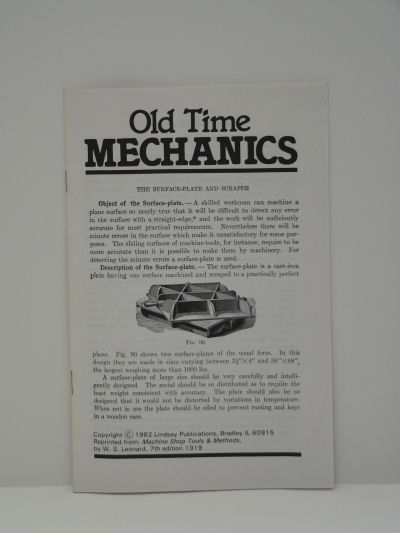 Old Time
MECHANICS
THE SURFACE-PLATE AND SCRAPER
Object of the Surface-plate. — A skilled workman can machine a
plane surface so nearly true that it will be difficult to detect any error
in the surface with a straight-edge,* and the work will be sufficiently
accurate for most practical requirements. Nevertheless there will be
minute errors in the surface which make it unsatisfactory for some pur-
poses. The sliding surfaces of machine-tools, for instance, require to be
more accurate than it is possible to make them by machinery. For
detecting the minute errors a surface-plate is used.
Description of the Surface-plate. — The surface-plate is a cast-iron
plate having one surface machined and scraped to a practically perfect
FIG. 90.
plane. Fig. 90 shows two surface-plates of the usual form. In this
design they are made in sizes varying between 3½"×4" and 36"×
the largest weighing more than 1000 lbs.
A surface-plate of large size should be very carefully and intelli-
gently designed. The metal should be so distributed as to require the
least weight consistent with accuracy. The plate should also be so
designed that it would not be distorted by variations in temperature.
When not in use the plate should be oiled to prevent rusting and kept
in a wooden case.
Copyright © 1982 Lindsay Publications, Bradley IL 60915
Reprinted from: Machine Shop Tools & Methods,
by W. S. Leonard, 7th edition 1919